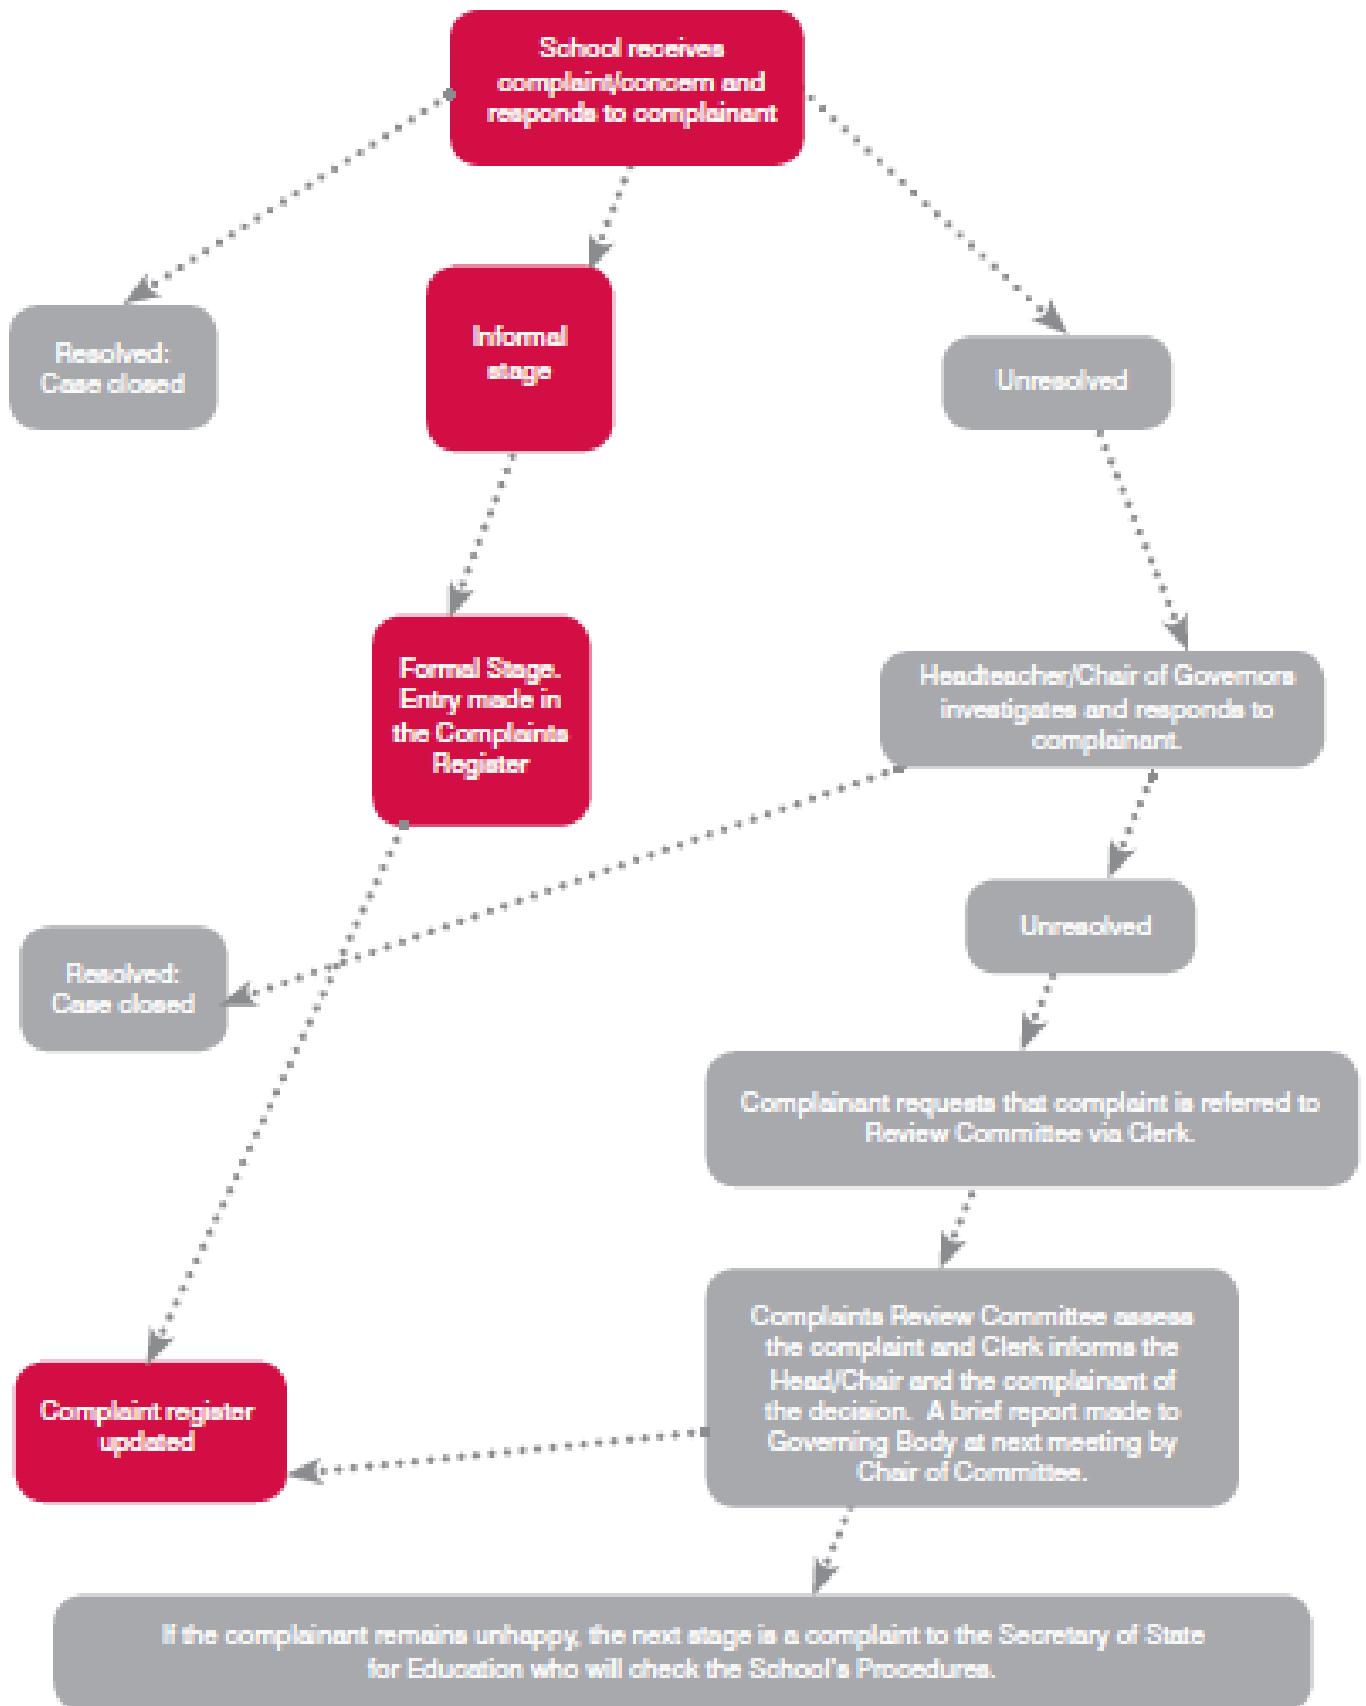 School receives
complaint/concern and
responds to complainant
Informal
stage
Resolved:
Case closed
Unresolved
Formal Stage.
Entry made in
the Complaints
Register
Headteacher/Chair of Governors
investigates and responds to
complainant.
Unresolved
Resolved:
Case closed
Complainant requests that complaint is referred to
Review Committee via Clerk.
Complaints Review Committee assess
the complaint and Clerk informs the
Head/Chair and the complainant of
the decision. A brief report made to
Governing Body at next meeting by
Chair of Committee.
Complaint register
updated
If the complainant remains unhappy, the next stage is a complaint to the Secretary of State
for Education who will check the School's Procedures.